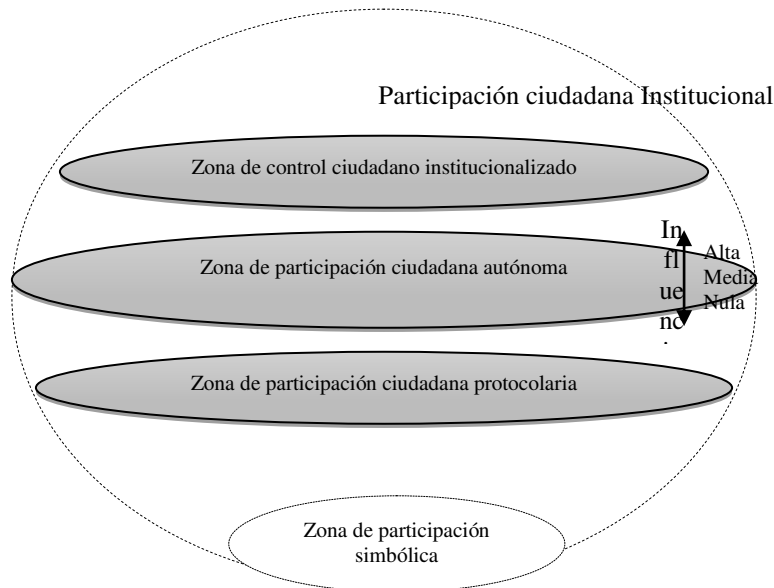 Participación ciudadana Institucional
Zona de control ciudadano institucionalizado
Zona de participación ciudadana autónoma
In
fl
ue
nc
Alta
Media
Nula
Zona de participación ciudadana protocolaria
Zona de participación
simbólica